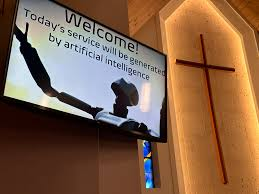 Welcome!
Today's service will be generated
by artificial intelligence